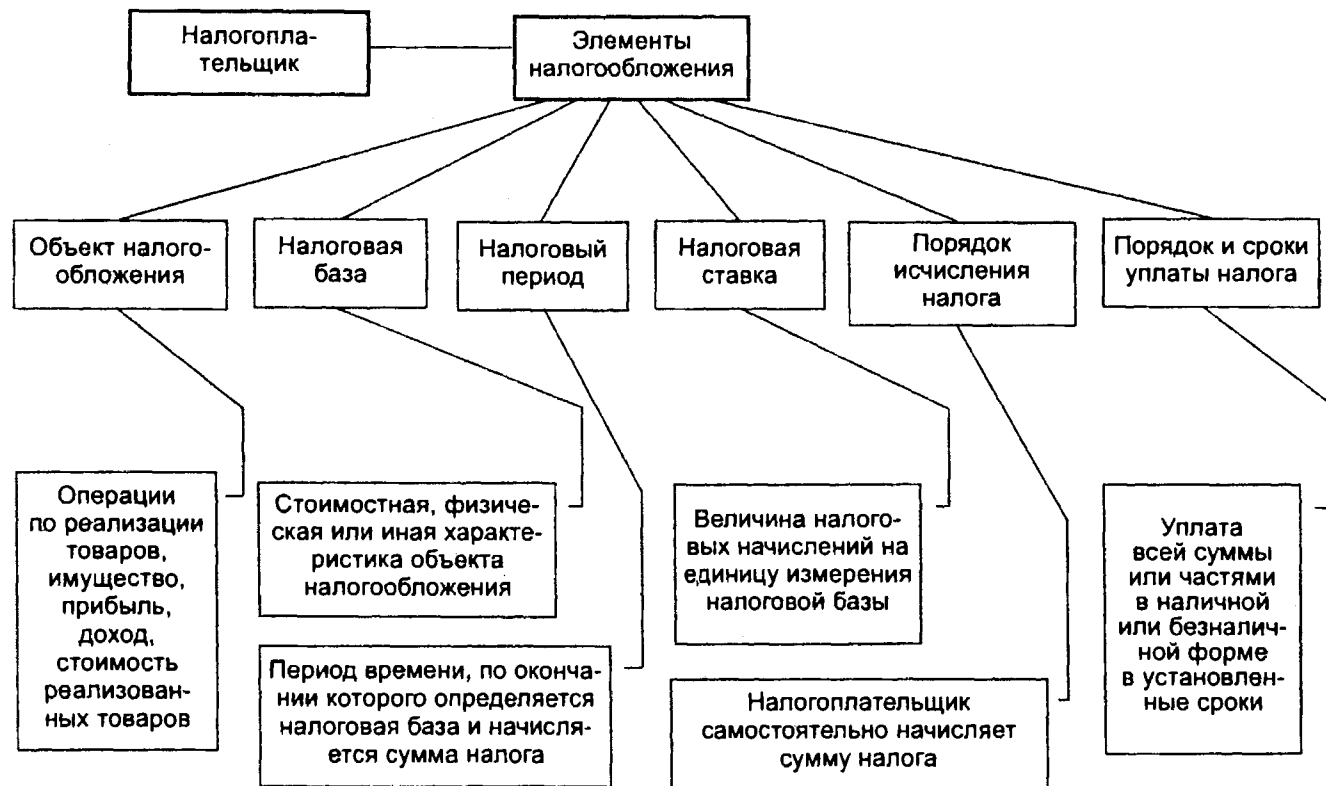 Налогопла-
тельщик
Элементы
налогообложения
Объект налого-
обложения
Налоговая
база
Налоговый
период
Налоговая
ставка
Порядок
исчисления
налога
Порядок и сроки
уплаты налога
Операции
по реализации
товаров,
имущество,
прибыль,
доход,
стоимость
реализован-
ных товаров
Стоимостная, физиче-
ская или иная характе-
ристика объекта
налогообложения
Период времени, по оконча-
нии которого определяется
налоговая база и начисля-
ется сумма налога
Величина налого-
вых начислений на
единицу измерения
налоговой базы
Налогоплательщик
самостоятельно начисляет
сумму налога
Уплата
всей суммы
или частями
в наличной
или безналич-
ной форме
в установлен-
ные сроки